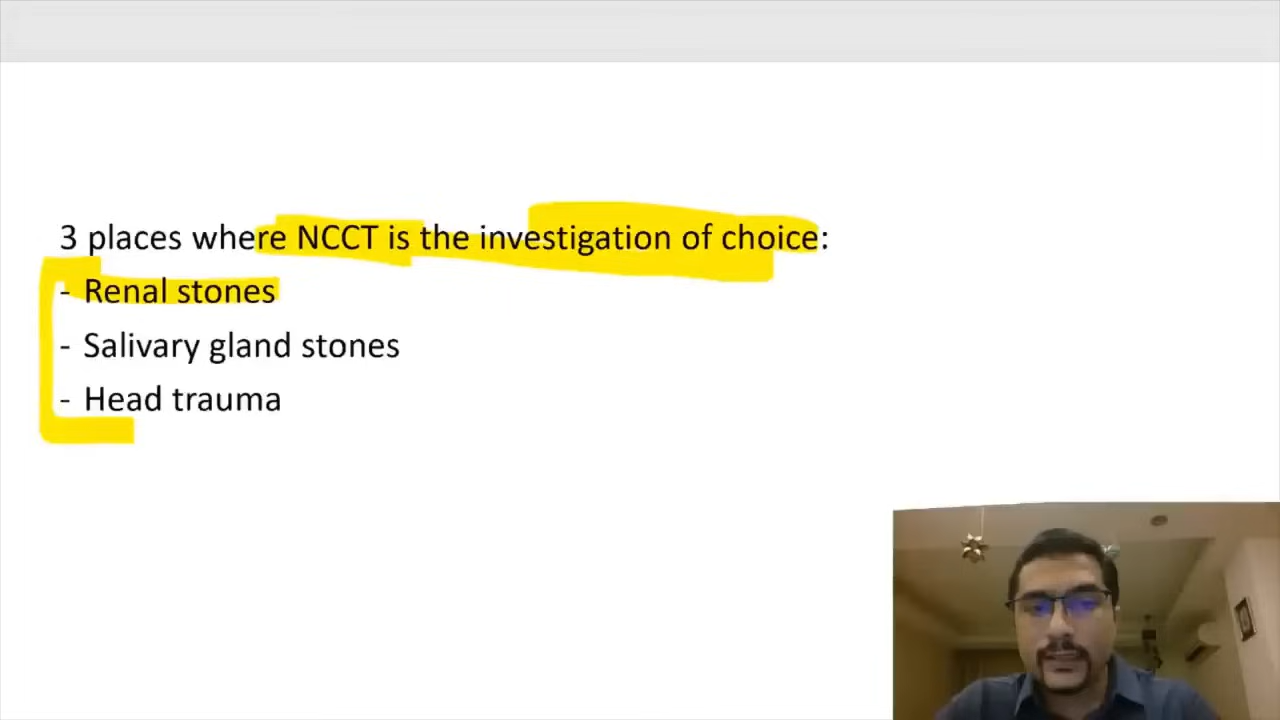 3 places where NCCT is the investigation of choice:
- Renal stones
- Salivary gland stones
- Head trauma